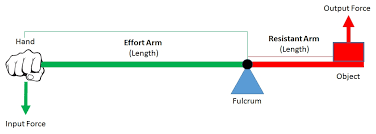 Output Force
Hand
Effort Arm
(Length)
Resistant Arm
(Length)
Fulcrum
Object
Input Force